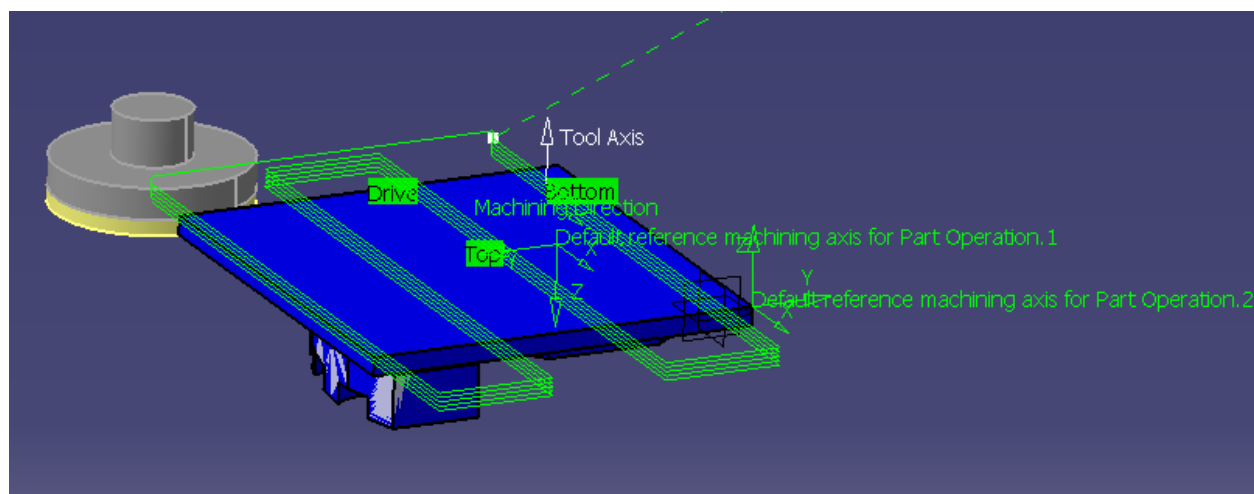 Tool Axis
Drive
Bottom
Machining Direction
Default reference machining axis for Part Operation.1
Top
X
Z
Z
Y
Default reference machining axis for Part Operation.2
X